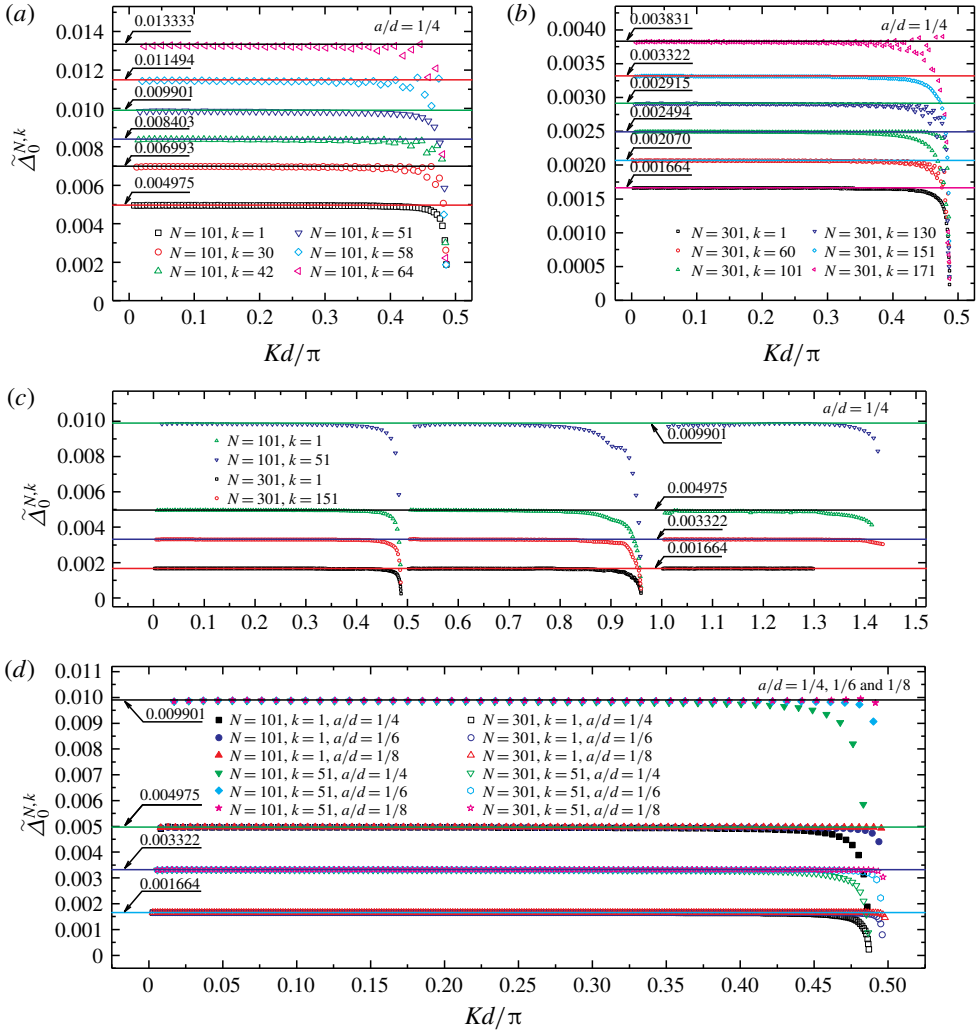 (a)
a/d = 1/4
0.014
0.012
0.010
0.008
0.006
0.004
0.002
0
0.013333
0.011494
0.009901
0.008403
0.006993
0.004975
N = 101, k = 1
N = 101, k = 30
N = 101, k = 42
N = 101, k = 51
N = 101, k = 58
N = 101, k = 64
0 0.1 0.2 0.3 0.4 0.5
Kd/π
Δ̃₀^{N,k}
(b)
a/d = 1/4
0.0040
0.0035
0.0030
0.0025
0.0020
0.0015
0.0010
0.0005
0
0.003831
0.003322
0.002915
0.002494
0.002070
0.001664
N = 301, k = 1
N = 301, k = 60
N = 301, k = 101
N = 301, k = 130
N = 301, k = 151
N = 301, k = 171
0 0.1 0.2 0.3 0.4 0.5
Kd/π
(c)
a/d = 1/4
0.010
0.008
0.006
0.004
0.002
0
Δ̃₀^{N,k}
N = 101, k = 1
N = 101, k = 51
N = 301, k = 1
N = 301, k = 151
0.009901
0.004975
0.003322
0.001664
0 0.1 0.2 0.3 0.4 0.5 0.6 0.7 0.8 0.9 1.0 1.1 1.2 1.3 1.4 1.5
(d)
a/d = 1/4, 1/6 and 1/8
0.011
0.010
0.009
0.008
0.007
0.006
0.005
0.004
0.003
0.002
0.001
0
Δ̃₀^{N,k}
0.009901
0.004975
0.003322
0.001664
N = 101, k = 1, a/d = 1/4
N = 101, k = 1, a/d = 1/6
N = 101, k = 1, a/d = 1/8
N = 101, k = 51, a/d = 1/4
N = 101, k = 51, a/d = 1/6
N = 101, k = 51, a/d = 1/8
N = 301, k = 1, a/d = 1/4
N = 301, k = 1, a/d = 1/6
N = 301, k = 1, a/d = 1/8
N = 301, k = 51, a/d = 1/4
N = 301, k = 51, a/d = 1/6
N = 301, k = 51, a/d = 1/8
0 0.05 0.10 0.15 0.20 0.25 0.30 0.35 0.40 0.45 0.50
Kd/π